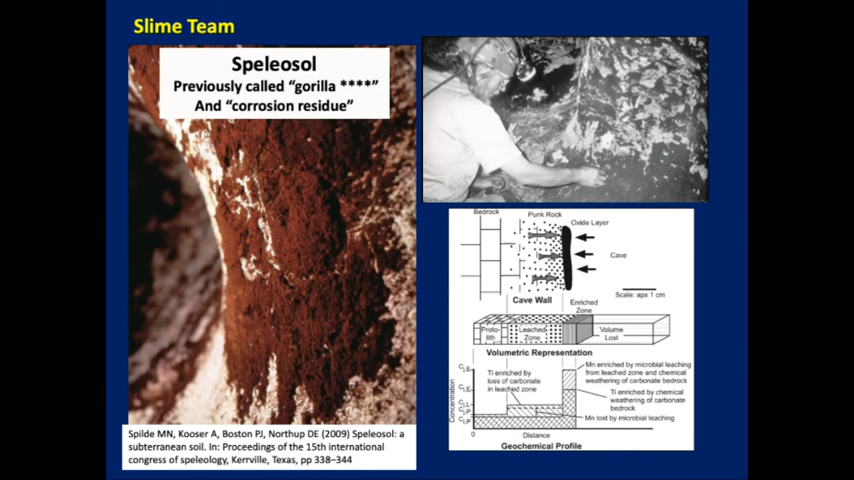 Slime Team
Speleosol
Previously called “gorilla ****”
And “corrosion residue”
Spilde MN, Kooser A, Boston PJ, Northup DE (2009) Speleosol: a
subterranean soil. In: Proceedings of the 15th international
congress of speleology, Kerrville, Texas, pp 338–344
Bedrock
Punk Rock
Oxide Layer
Cave
Scale: apx 1 cm
Cave Wall
Enriched
Zone
Proto-
lith
Leached
Zone
Volume
Lost
Volumetric Representation
Concentration
Ti enriched by
loss of carbonate
in leached zone
Mn enriched by microbial leaching
from leached zone and chemical
weathering of carbonate bedrock
Ti enriched by chemical
weathering of carbonate
bedrock
Mn lost by microbial leaching
0
Distance
Geochemical Profile